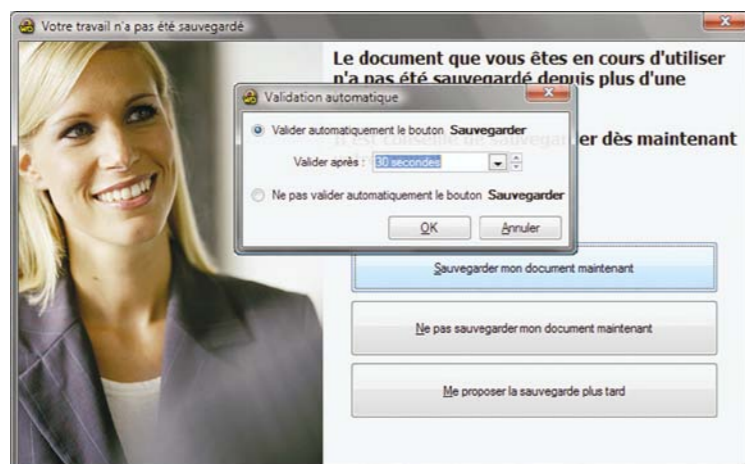 Votre travail n'a pas été sauvegardé
Le document que vous êtes en cours d'utiliser
n'a pas été sauvegardé depuis plus d'une
er dès maintenant
Validation automatique
Valider automatiquement le bouton Sauvegarder
Valider après : 30 secondes
Ne pas valider automatiquement le bouton Sauvegarder
OK
Annuler
Sauvegarder mon document maintenant
Ne pas sauvegarder mon document maintenant
Me proposer la sauvegarde plus tard